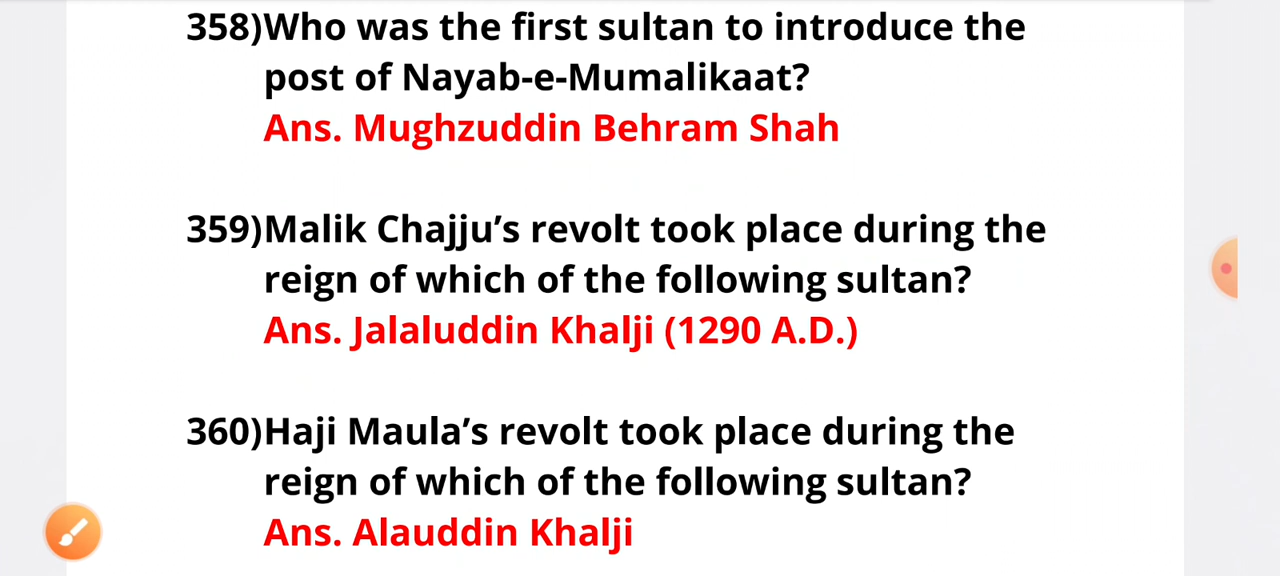 358)Who was the first sultan to introduce the
post of Nayab-e-Mumalikaat?
Ans. Mughzuddin Behram Shah
359)Malik Chajju’s revolt took place during the
reign of which of the following sultan?
Ans. Jalaluddin Khalji (1290 A.D.)
360)Haji Maula’s revolt took place during the
reign of which of the following sultan?
Ans. Alauddin Khalji